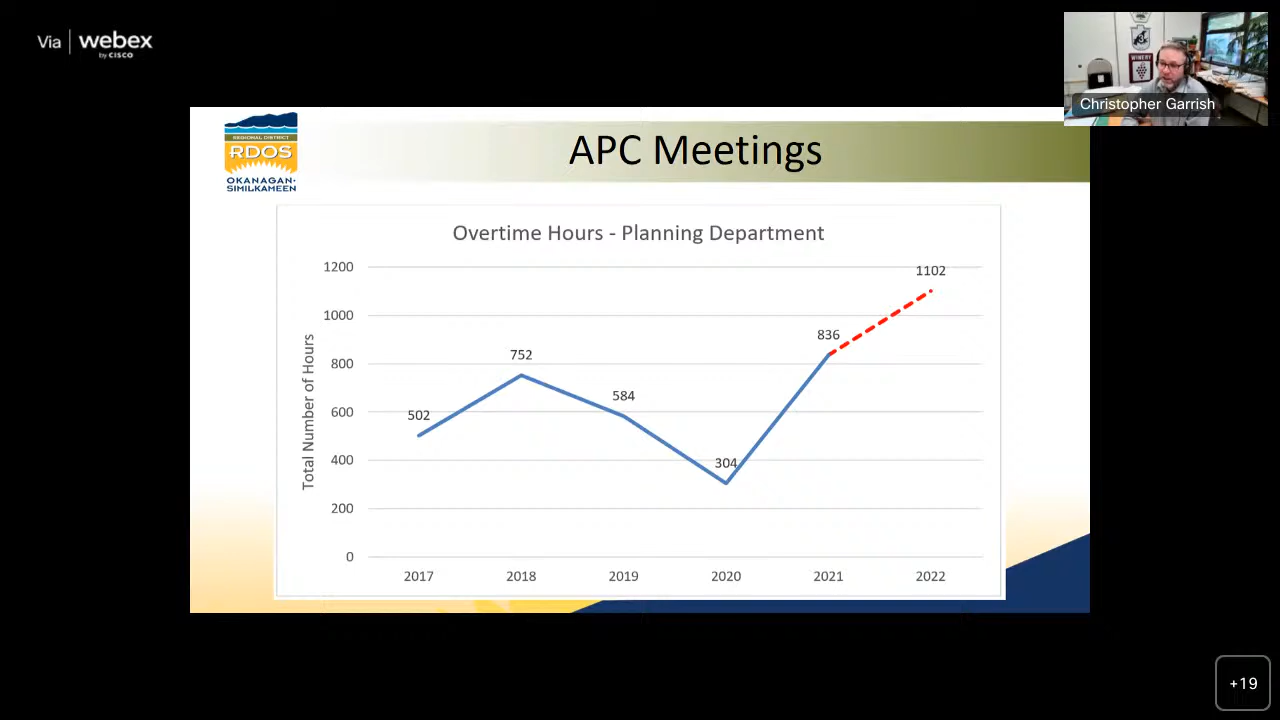 Via | webex
by CISCO
WINERY
Christopher Garrish
REGIONAL DISTRICT
RDOS
OKANAGAN-
SIMILKAMEEN
APC Meetings
Overtime Hours - Planning Department
Total Number of Hours
1200
1000
800
600
400
200
0
502
752
584
304
836
1102
2017 2018 2019 2020 2021 2022
+19